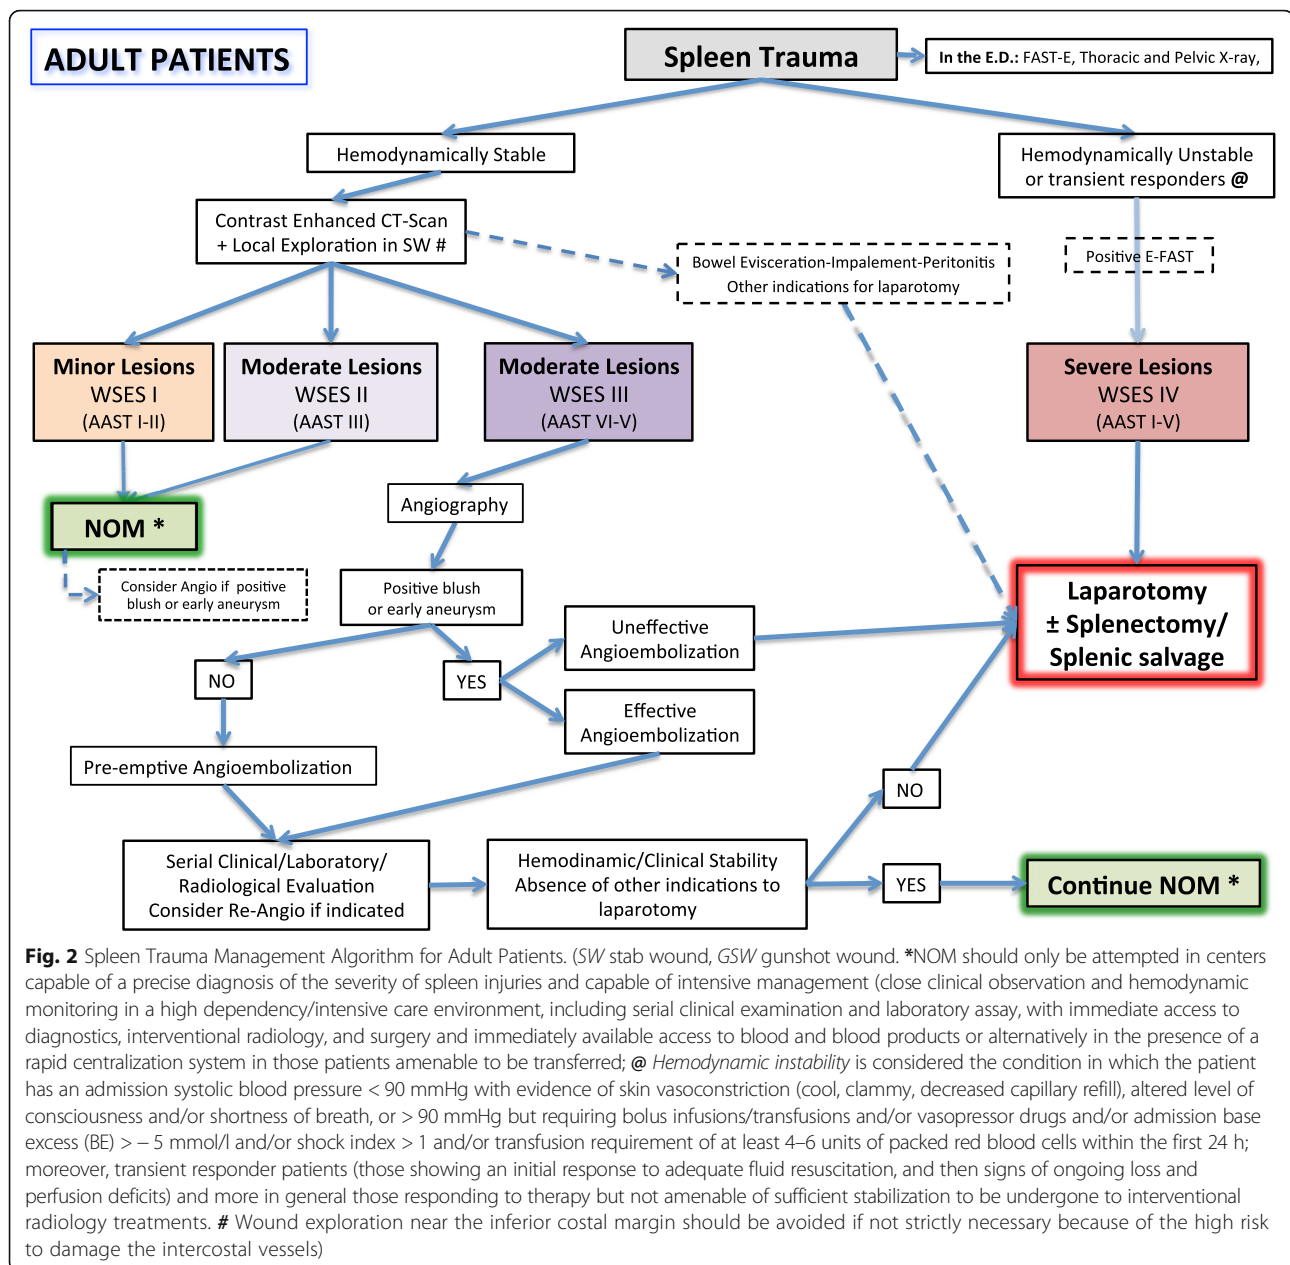 ADULT PATIENTS
Spleen Trauma
In the E.D.: FAST-E, Thoracic and Pelvic X-ray,
Hemodynamically Stable
Hemodynamically Unstable
or transient responders @
Contrast Enhanced CT-Scan
+ Local Exploration in SW #
Bowel Evisceration-Impalement-Peritonitis
Other indications for laparotomy
Positive E-FAST
Minor Lesions
WSES I
(AAST I-II)
Moderate Lesions
WSES II
(AAST III)
Moderate Lesions
WSES III
(AAST VI-V)
Severe Lesions
WSES IV
(AAST I-V)
NOM *
Angiography
Consider Angio if positive
blush or early aneurysm
Positive blush
or early aneurysm
Uneffective
Angioembolization
Laparotomy
± Splenectomy/
Splenic salvage
NO
YES
Effective
Angioembolization
Pre-emptive Angioembolization
NO
Serial Clinical/Laboratory/
Radiological Evaluation
Consider Re-Angio if indicated
Hemodinamic/Clinical Stability
Absence of other indications to
laparotomy
YES
Continue NOM *
Fig. 2 Spleen Trauma Management Algorithm for Adult Patients. (SW stab wound, GSW gunshot wound. *NOM should only be attempted in centers
capable of a precise diagnosis of the severity of spleen injuries and capable of intensive management (close clinical observation and hemodynamic
monitoring in a high dependency/intensive care environment, including serial clinical examination and laboratory assay, with immediate access to
diagnostics, interventional radiology, and surgery and immediately available access to blood and blood products or alternatively in the presence of a
rapid centralization system in those patients amenable to be transferred; @ Hemodynamic instability is considered the condition in which the patient
has an admission systolic blood pressure < 90 mmHg with evidence of skin vasoconstriction (cool, clammy, decreased capillary refill), altered level of
consciousness and/or shortness of breath, or > 90 mmHg but requiring bolus infusions/transfusions and/or vasopressor drugs and/or admission base
excess (BE) > − 5 mmol/l and/or shock index > 1 and/or transfusion requirement of at least 4–6 units of packed red blood cells within the first 24 h;
moreover, transient responder patients (those showing an initial response to adequate fluid resuscitation, and then signs of ongoing loss and
perfusion deficits) and more in general those responding to therapy but not amenable of sufficient stabilization to be undergone to interventional
radiology treatments. # Wound exploration near the inferior costal margin should be avoided if not strictly necessary because of the high risk
to damage the intercostal vessels)